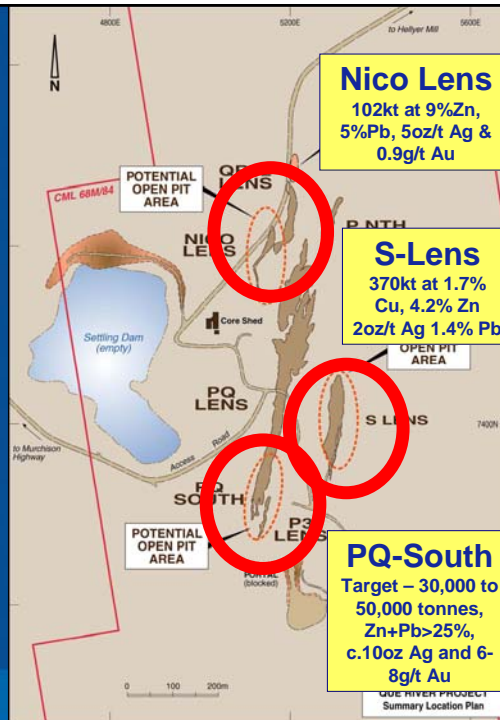 4800E
5200E
5600E
to Hellyer Mill
N
Nico Lens
102kt at 9%Zn,
5%Pb, 5oz/t Ag &
0.9g/t Au
POTENTIAL
OPEN PIT
AREA
LENS
CML 68M/84
NICO
LENS
P NTH
S-Lens
370kt at 1.7%
Cu, 4.2% Zn
2oz/t Ag 1.4% Pb
OPEN PIT
AREA
Core Shed
Settling Dam
(empty)
PQ
LENS
S LENS
7400N
to Murchison
Highway
Access Road
PQ
SOUTH
P3
LENS
POTENTIAL
OPEN PIT
AREA
PORTAL
(blocked)
PQ-South
Target – 30,000 to
50,000 tonnes,
Zn+Pb>25%,
c.10oz Ag and 6-
8g/t Au
0 100 200m
QUE RIVER PROJECT
Summary Location Plan